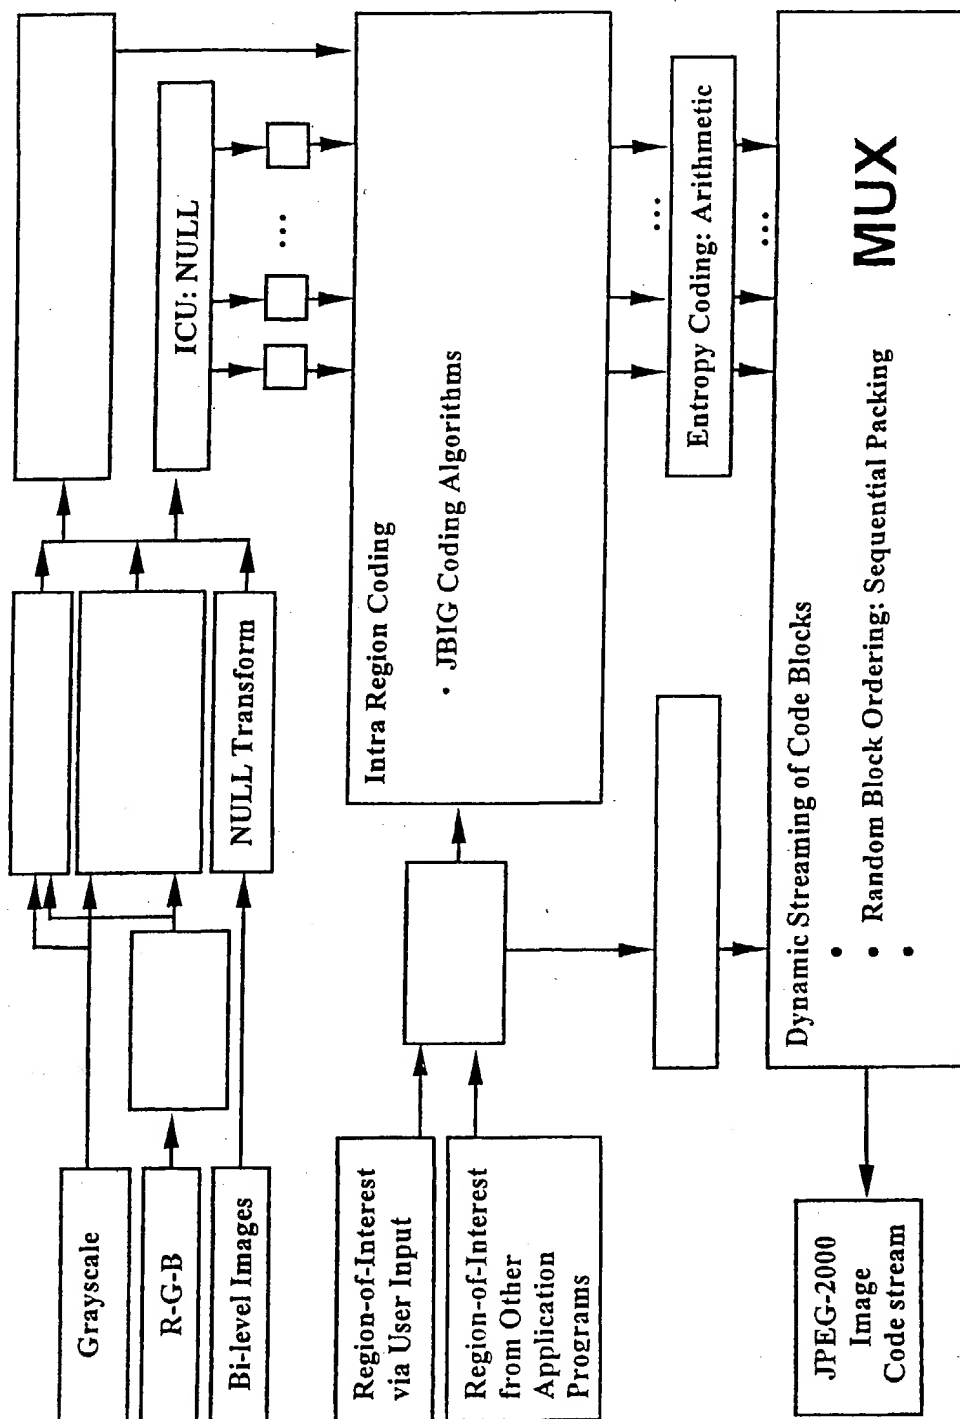 Grayscale
R-G-B
Bi-level Images
NULL Transform
ICU: NULL
...
Region-of-Interest
via User Input
Region-of-Interest
from Other
Application
Programs
Intra Region Coding
• JBIG Coding Algorithms
...
Entropy Coding: Arithmetic
...
Dynamic Streaming of Code Blocks
•
• Random Block Ordering: Sequential Packing
•
MUX
JPEG-2000
Image
Code stream